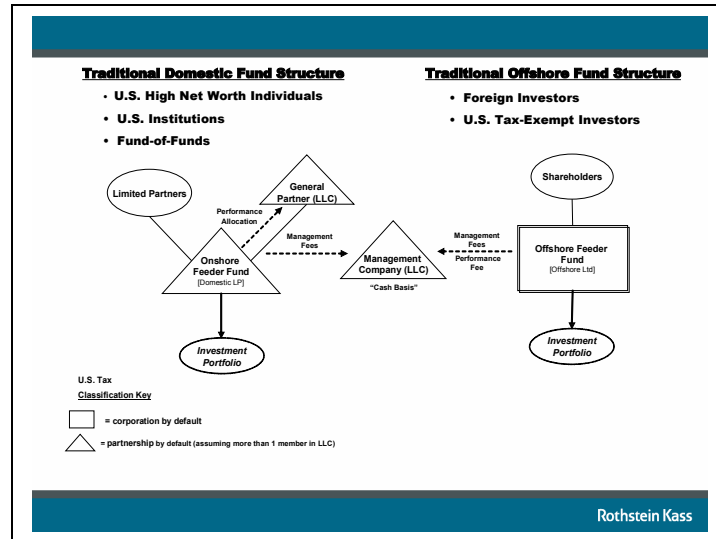 Traditional Domestic Fund Structure
• U.S. High Net Worth Individuals
• U.S. Institutions
• Fund-of-Funds
Traditional Offshore Fund Structure
• Foreign Investors
• U.S. Tax-Exempt Investors
Limited Partners
General
Partner (LLC)
Performance
Allocation
Management
Fees
Onshore
Feeder Fund
[Domestic LP]
Investment
Portfolio
Management
Company (LLC)
"Cash Basis"
Management
Fees
Performance
Fee
Shareholders
Offshore Feeder
Fund
[Offshore Ltd]
Investment
Portfolio
U.S. Tax
Classification Key
= corporation by default
= partnership by default (assuming more than 1 member in LLC)
Rothstein Kass